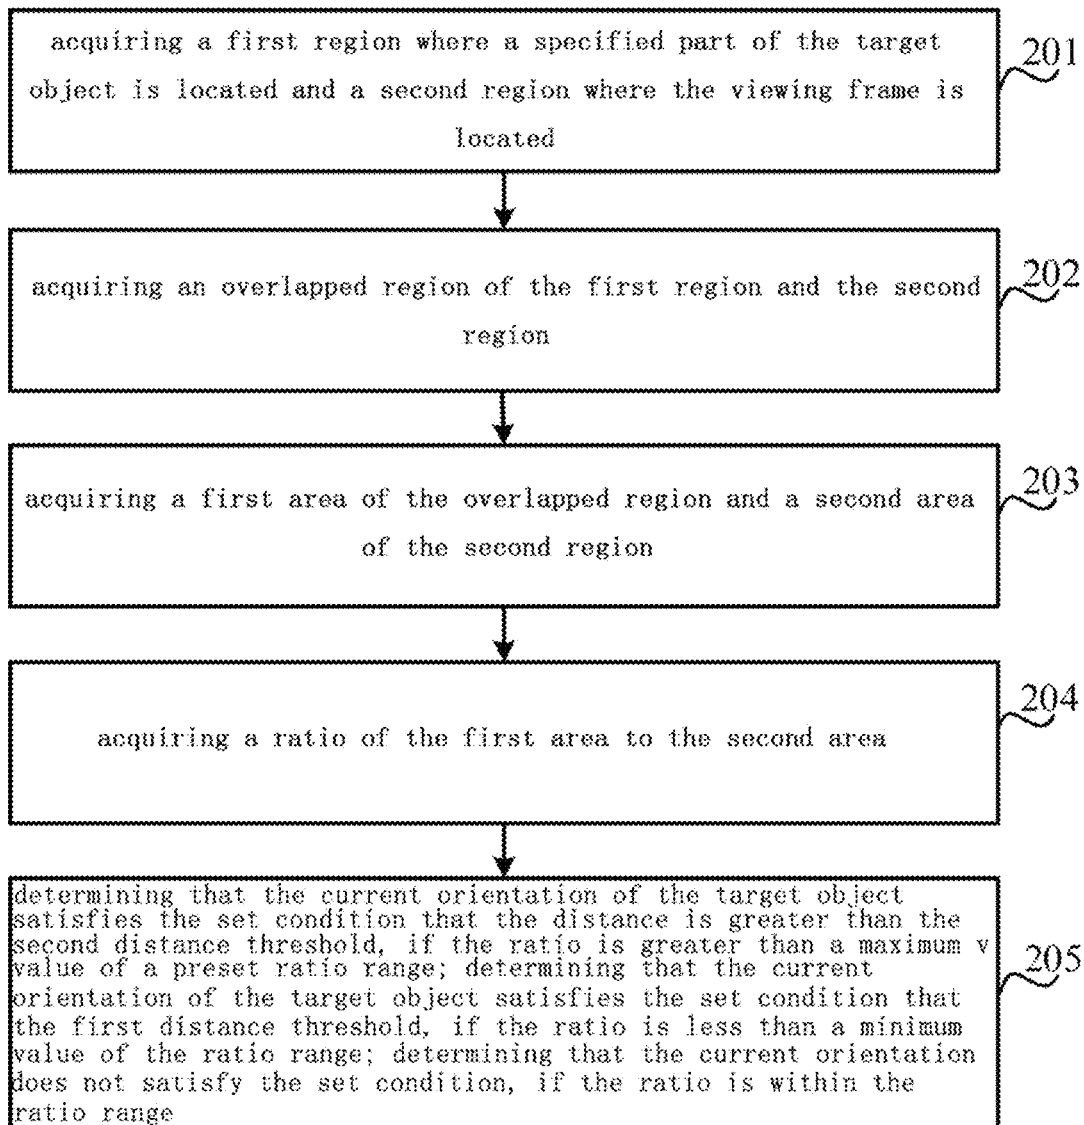 acquiring a first region where a specified part of the target
object is located and a second region where the viewing frame is
located
201
acquiring an overlapped region of the first region and the second
region
202
acquiring a first area of the overlapped region and a second area
of the second region
203
acquiring a ratio of the first area to the second area
204
determining that the current orientation of the target object
satisfies the set condition that the distance is greater than the
second distance threshold, if the ratio is greater than a maximum v
value of a preset ratio range; determining that the current
orientation of the target object satisfies the set condition that
the first distance threshold, if the ratio is less than a minimum
value of the ratio range; determining that the current orientation
does not satisfy the set condition, if the ratio is within the
ratio range
205